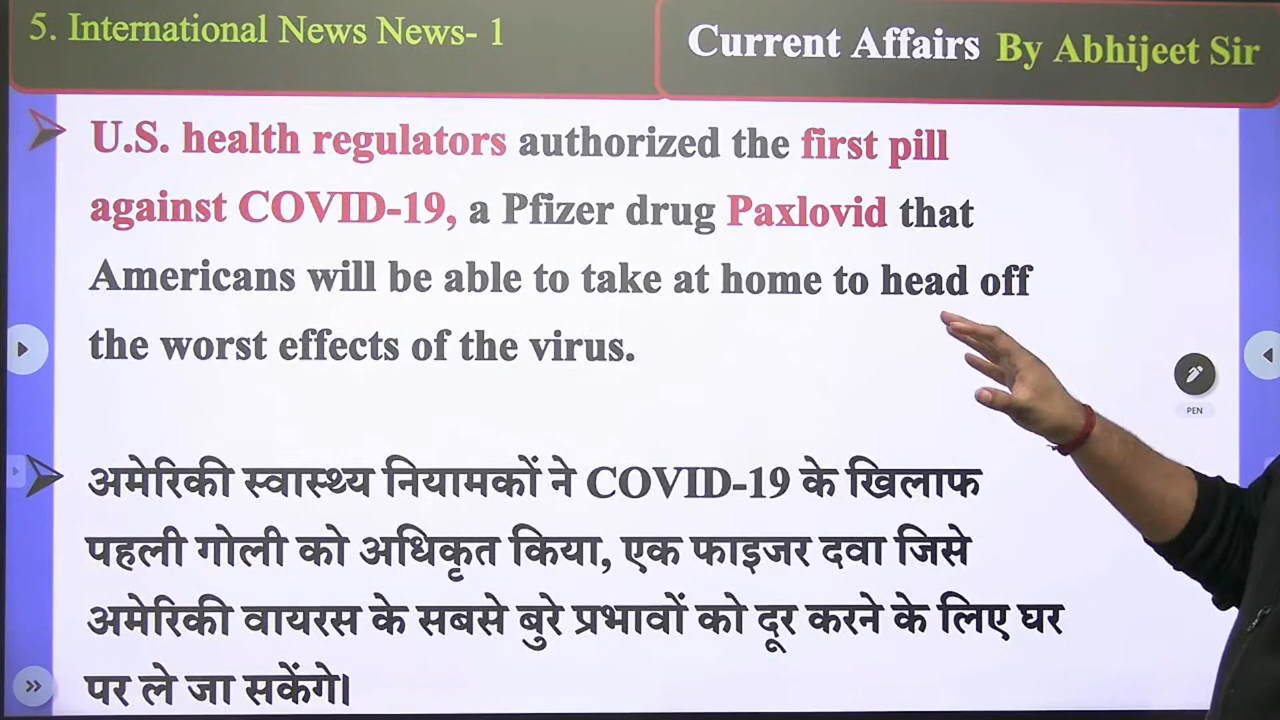 5. International News News- 1
Current Affairs By Abhijeet Sir
U.S. health regulators authorized the first pill
against COVID-19, a Pfizer drug Paxlovid that
Americans will be able to take at home to head off
the worst effects of the virus.
PEN
अमेरिकी स्वास्थ्य नियामकों ने COVID-19 के खिलाफ
पहली गोली को अधिकृत किया, एक फाइजर दवा जिसे
अमेरिकी वायरस के सबसे बुरे प्रभावों को दूर करने के लिए घर
पर ले जा सकेंगे।